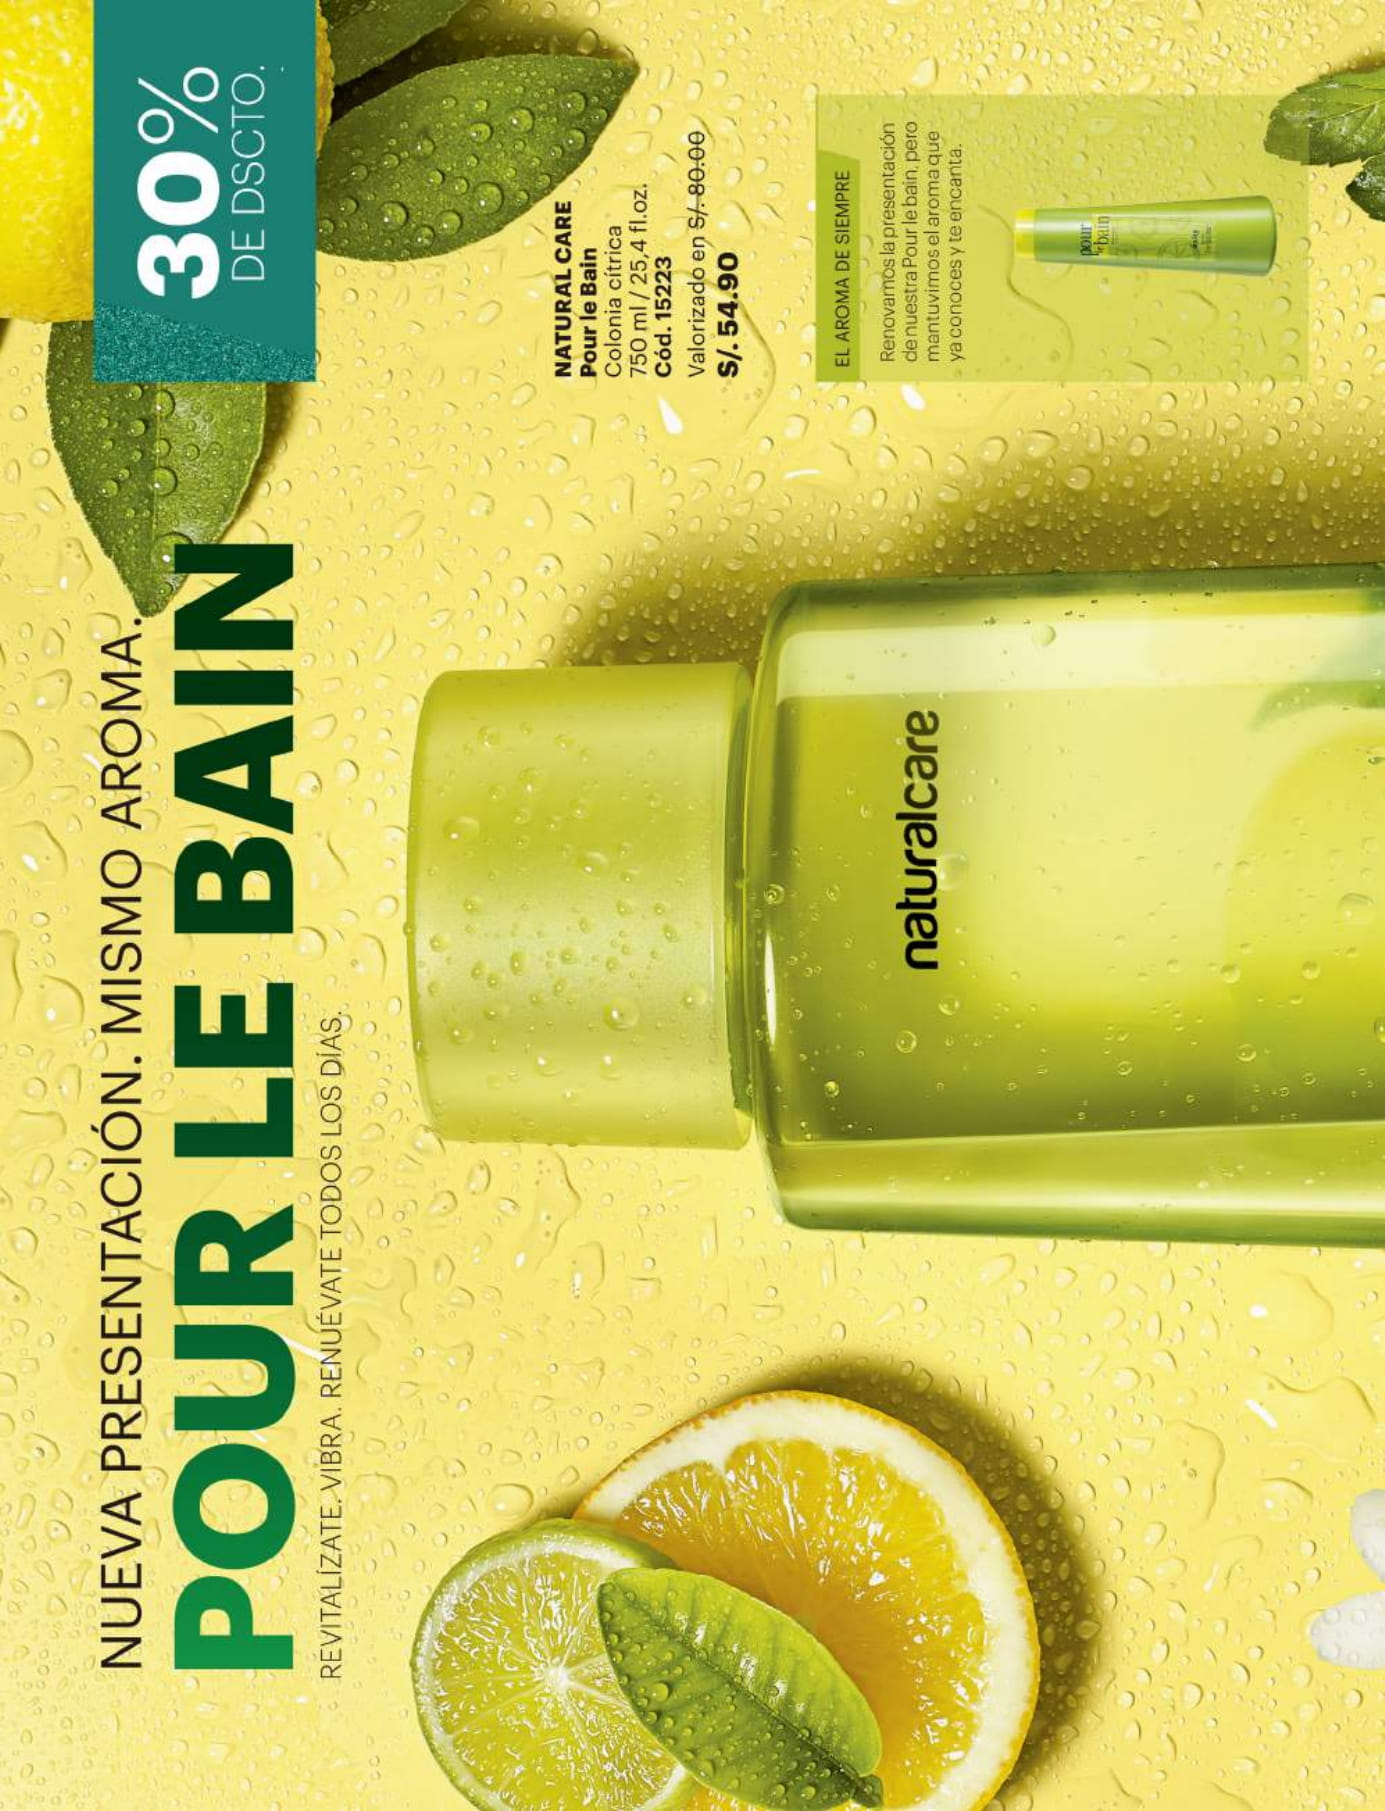 NUEVA PRESENTACIÓN. MISMO AROMA.
POUR LE BAIN
REVITALÍZATE. VIBRA. RENUÉVATE TODOS LOS DÍAS.
30%
DE DSCTO.
NATURAL CARE
Pour le Bain
Colonia cítrica
750 ml / 25,4 fl.oz.
Cód. 15223
Valorizado en S/. 80.00
S/. 54.90
EL AROMA DE SIEMPRE
Renovamos la presentación
de nuestra Pour le bain, pero
mantuvimos el aroma que
ya conoces y te encanta.
pour
le bain
naturalcare